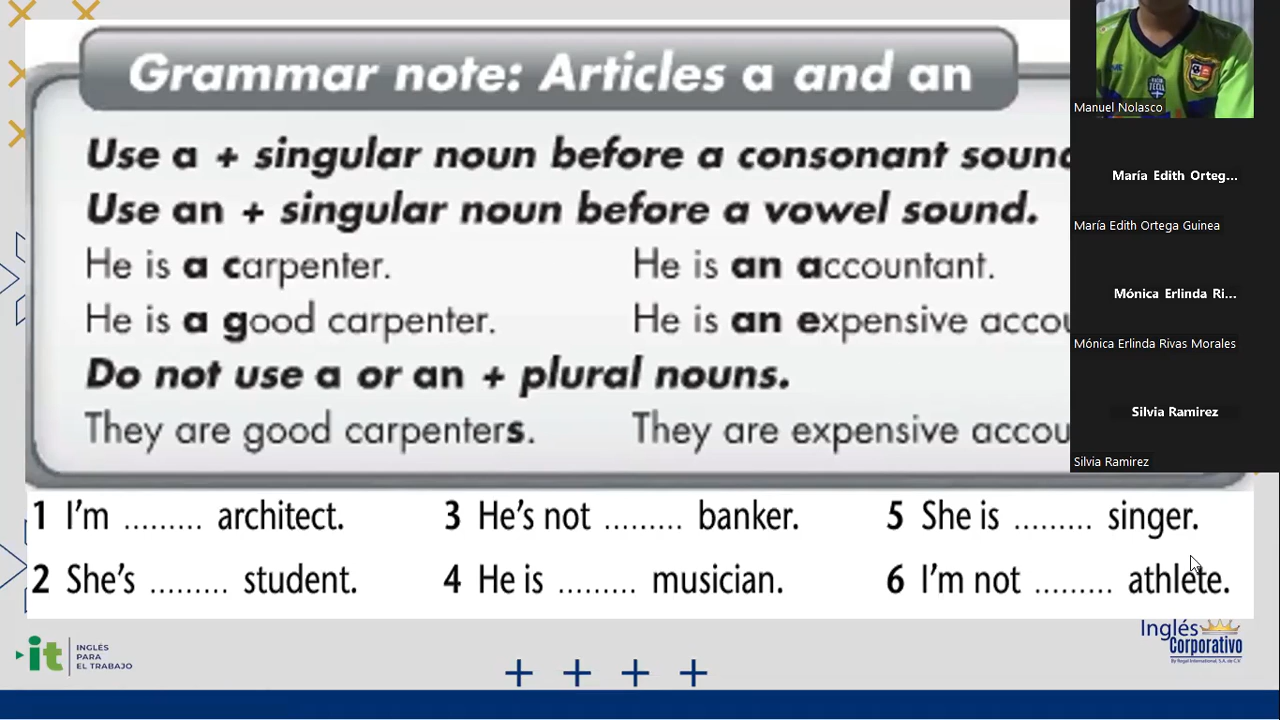 Grammar note: Articles a and an
Use a + singular noun before a consonant
Use an + singular noun before a vowel sound.
He is a carpenter. He is an accountant.
He is a good carpenter. He is an expensive
Do not use a or an + plural nouns.
They are good carpenters. They are expensive
1 I'm ......... architect. 3 He's not ......... banker. 5 She is ......... singer.
2 She's ......... student. 4 He is ......... musician. 6 I'm not ......... athlete.
Manuel Nolasco
María Edith Orteg...
María Edith Ortega Guinea
Mónica Erlinda Ri...
Mónica Erlinda Rivas Morales
Silvia Ramirez
Silvia Ramirez
it INGLÉS
PARA
EL TRABAJO
Inglés
Corporativo
By Regal International, S.A. de C.V.